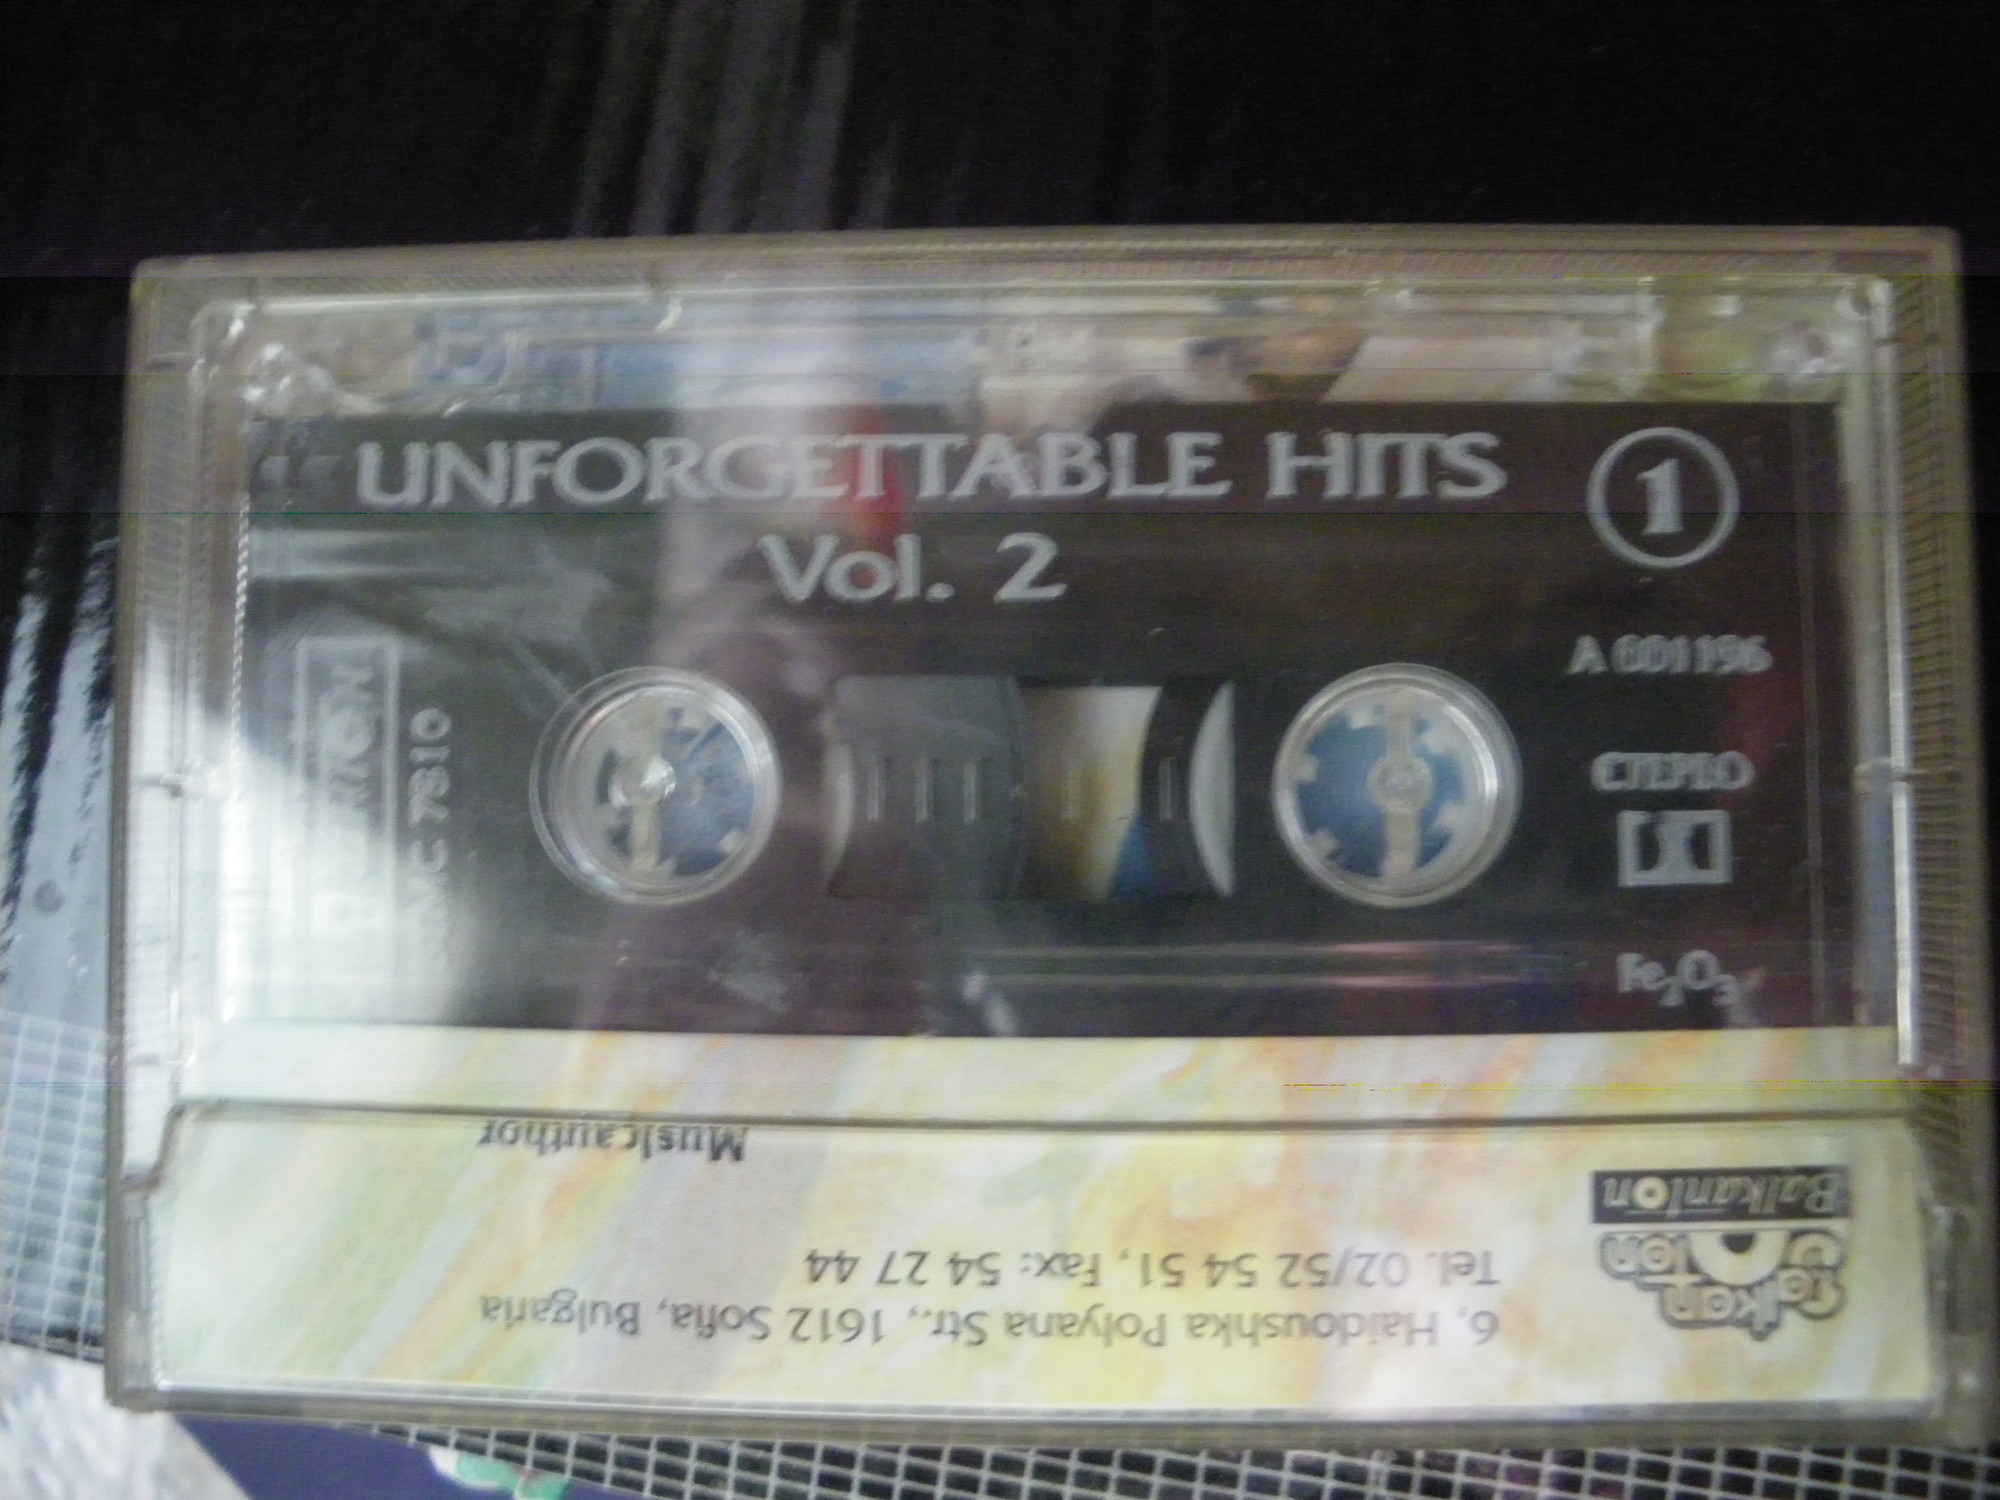 UNFORGETTABLE HITS
1
Vol. 2
A 601196
СТЕРЕО
Fe₂O₃
7810
Musicauthor
Balkanton
Tel. 02/52 54 51, Fax: 54 27 44
6, Haidoushka Polyana Str., 1612 Sofia, Bulgaria